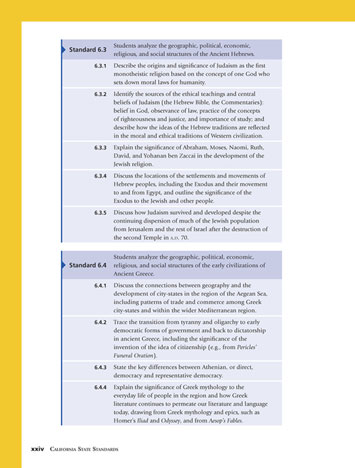 Standard 6.3
Students analyze the geographic, political, economic,
religious, and social structures of the Ancient Hebrews.
6.3.1
Describe the origins and significance of Judaism as the first
monotheistic religion based on the concept of one God who
sets down moral laws for humanity.
6.3.2
Identify the sources of the ethical teachings and central
beliefs of Judaism (the Hebrew Bible, the Commentaries):
belief in God, observance of law, practice of the concepts
of righteousness and justice, and importance of study; and
describe how the ideas of the Hebrew traditions are reflected
in the moral and ethical traditions of Western civilization.
6.3.3
Explain the significance of Abraham, Moses, Naomi, Ruth,
David, and Yohanan ben Zaccai in the development of the
Jewish religion.
6.3.4
Discuss the locations of the settlements and movements of
Hebrew peoples, including the Exodus and their movement
to and from Egypt, and outline the significance of the
Exodus to the Jewish and other people.
6.3.5
Discuss how Judaism survived and developed despite the
continuing dispersion of much of the Jewish population
from Jerusalem and the rest of Israel after the destruction of
the second Temple in A.D. 70.
Standard 6.4
Students analyze the geographic, political, economic,
religious, and social structures of the early civilizations of
Ancient Greece.
6.4.1
Discuss the connections between geography and the
development of city-states in the region of the Aegean Sea,
including patterns of trade and commerce among Greek
city-states and within the wider Mediterranean region.
6.4.2
Trace the transition from tyranny and oligarchy to early
democratic forms of government and back to dictatorship
in ancient Greece, including the significance of the
invention of the idea of citizenship (e.g., from Pericles'
Funeral Oration).
6.4.3
State the key differences between Athenian, or direct,
democracy and representative democracy.
6.4.4
Explain the significance of Greek mythology to the
everyday life of people in the region and how Greek
literature continues to permeate our literature and language
today, drawing from Greek mythology and epics, such as
Homer's Iliad and Odyssey, and from Aesop's Fables.
xxiv CALIFORNIA STATE STANDARDS